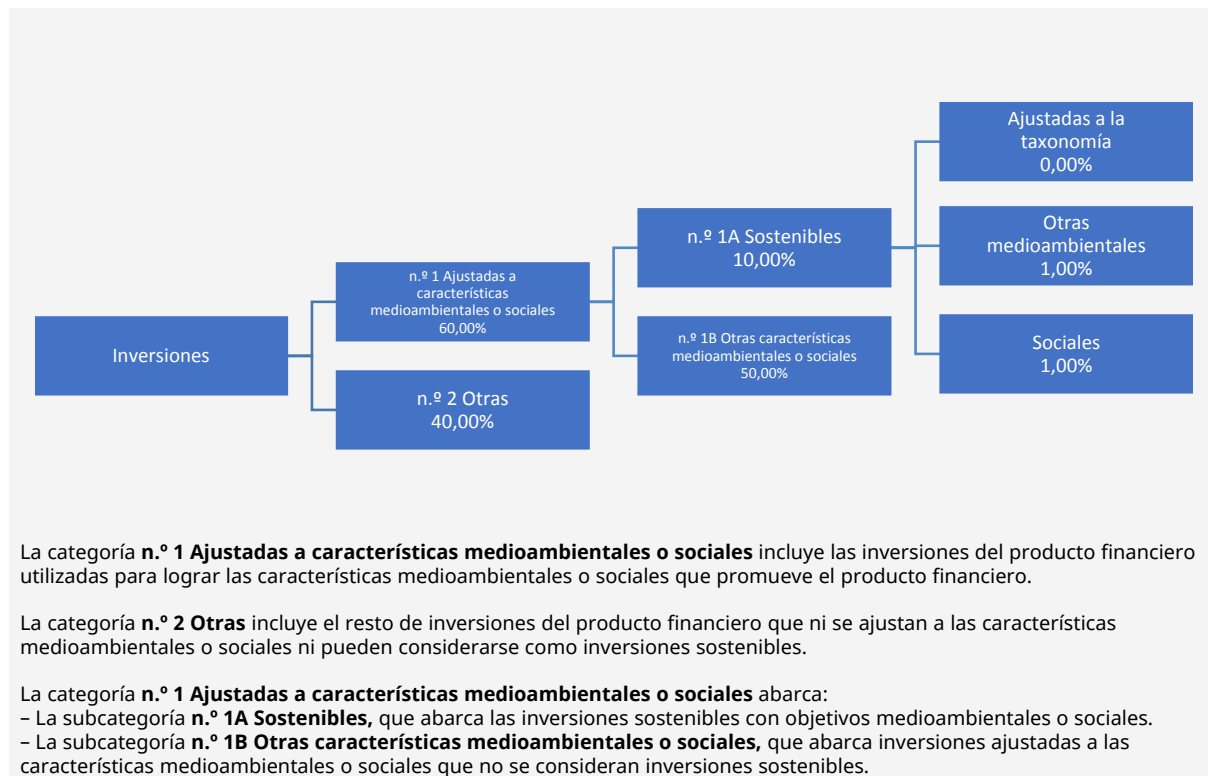 Inversiones
n.º 1 Ajustadas a
características
medioambientales o sociales
60,00%
n.º 2 Otras
40,00%
n.º 1A Sostenibles
10,00%
n.º 1B Otras características
medioambientales o sociales
50,00%
Ajustadas a la
taxonomía
0,00%
Otras
medioambientales
1,00%
Sociales
1,00%
La categoría n.º 1 Ajustadas a características medioambientales o sociales incluye las inversiones del producto financiero
utilizadas para lograr las características medioambientales o sociales que promueve el producto financiero.
La categoría n.º 2 Otras incluye el resto de inversiones del producto financiero que ni se ajustan a las características
medioambientales o sociales ni pueden considerarse como inversiones sostenibles.
La categoría n.º 1 Ajustadas a características medioambientales o sociales abarca:
– La subcategoría n.º 1A Sostenibles, que abarca las inversiones sostenibles con objetivos medioambientales o sociales.
– La subcategoría n.º 1B Otras características medioambientales o sociales, que abarca inversiones ajustadas a las
características medioambientales o sociales que no se consideran inversiones sostenibles.